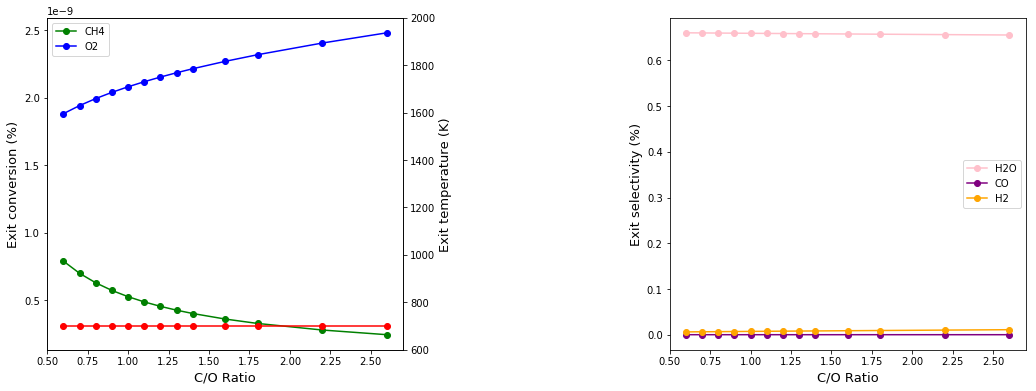 1e−9
CH4
O2
2.5
2.0
1.5
1.0
0.5
Exit conversion (%)
2000
1800
1600
1400
1200
1000
800
600
Exit temperature (K)
0.50 0.75 1.00 1.25 1.50 1.75 2.00 2.25 2.50
C/O Ratio
0.6
0.5
0.4
0.3
0.2
0.1
0.0
Exit selectivity (%)
H2O
CO
H2
0.50 0.75 1.00 1.25 1.50 1.75 2.00 2.25 2.50
C/O Ratio